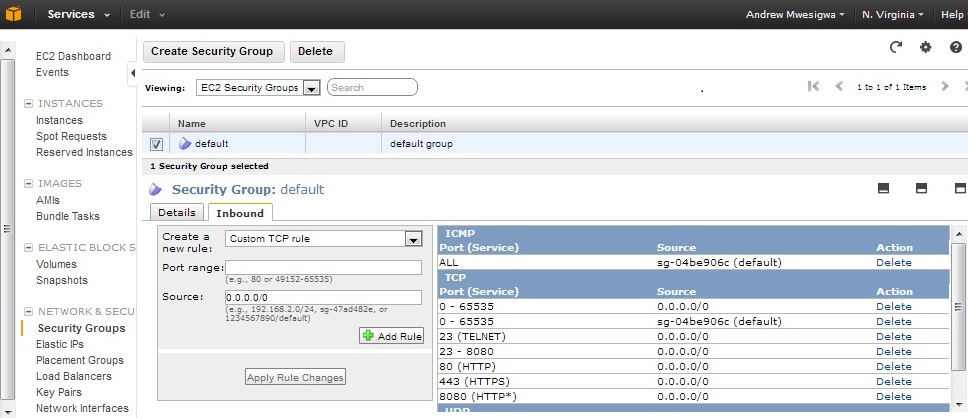 Services Edit Andrew Mwesigwa N. Virginia Help
EC2 Dashboard
Events
INSTANCES
Instances
Spot Requests
Reserved Instances
IMAGES
AMIs
Bundle Tasks
ELASTIC BLOCK S
Volumes
Snapshots
NETWORK & SECU
Security Groups
Elastic IPs
Placement Groups
Load Balancers
Key Pairs
Network Interfaces
Create Security Group Delete
Viewing: EC2 Security Groups Search 1 to 1 of 1 Items
Name VPC ID Description
default default group
1 Security Group selected
Security Group: default
Details Inbound
Create a new rule: Custom TCP rule
Port range:
(e.g., 80 or 49152-65535)
Source: 0.0.0.0/0
(e.g., 192.168.2.0/24, sg-47ad482e, or
1234567890/default)
Add Rule
Apply Rule Changes
ICMP
Port (Service) Source Action
ALL sg-04be906c (default) Delete
TCP
Port (Service) Source Action
0 - 65535 0.0.0.0/0 Delete
0 - 65535 sg-04be906c (default) Delete
23 (TELNET) 0.0.0.0/0 Delete
23 - 8080 0.0.0.0/0 Delete
80 (HTTP) 0.0.0.0/0 Delete
443 (HTTPS) 0.0.0.0/0 Delete
8080 (HTTP*) 0.0.0.0/0 Delete
UDP